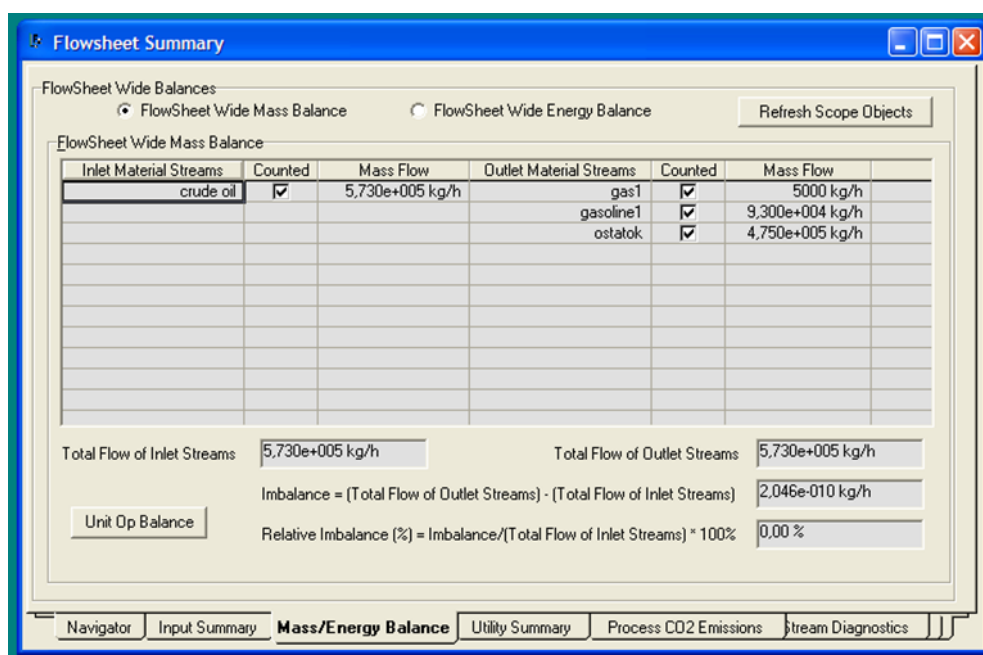 Flowsheet Summary
FlowSheet Wide Balances
FlowSheet Wide Mass Balance FlowSheet Wide Energy Balance Refresh Scope Objects
FlowSheet Wide Mass Balance
Inlet Material Streams Counted Mass Flow Outlet Material Streams Counted Mass Flow
crude oil 5,730e+005 kg/h gas1 5000 kg/h
gasoline1 9,300e+004 kg/h
ostatok 4,750e+005 kg/h
Total Flow of Inlet Streams 5,730e+005 kg/h Total Flow of Outlet Streams 5,730e+005 kg/h
Imbalance = (Total Flow of Outlet Streams) - (Total Flow of Inlet Streams) 2,046e-010 kg/h
Unit Op Balance
Relative Imbalance (%) = Imbalance/(Total Flow of Inlet Streams) * 100% 0,00 %
Navigator Input Summary Mass/Energy Balance Utility Summary Process CO2 Emissions Stream Diagnostics